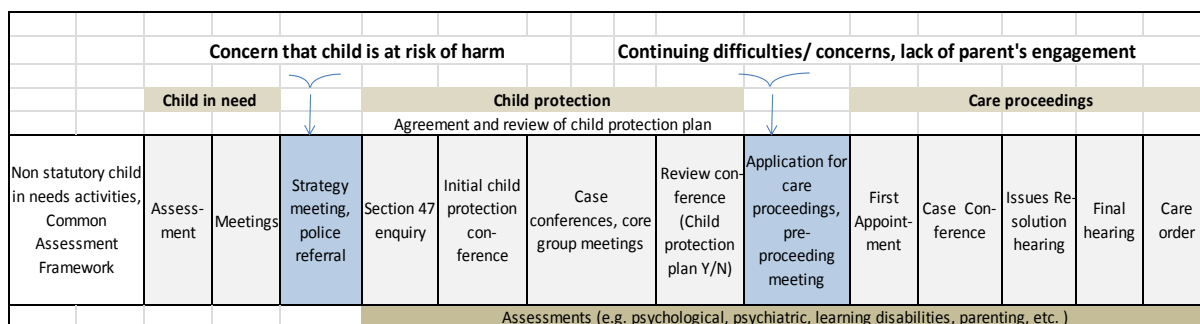 Concern that child is at risk of harm
Continuing difficulties/ concerns, lack of parent's engagement
Child in need
Child protection
Care proceedings
Agreement and review of child protection plan
Non statutory child
in needs activities,
Common
Assessment
Framework
Assess-
ment
Meetings
Strategy
meeting,
police
referral
Section 47
enquiry
Initial child
protection
con-
ference
Case
conferences, core
group meetings
Review con-
ference
(Child
protection
plan Y/N)
Application for
care
proceedings,
pre-
proceeding
meeting
First
Appoint-
ment
Case Con-
ference
Issues Re-
solution
hearing
Final
hearing
Care
order
Assessments (e.g. psychological, psychiatric, learning disabilities, parenting, etc. )